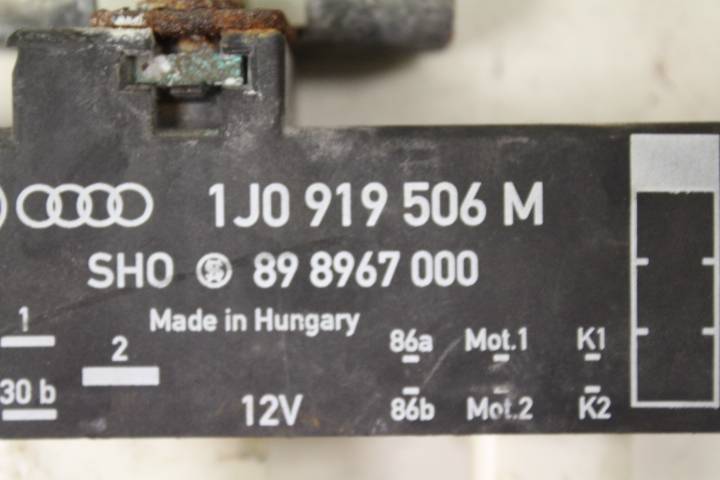 1J0 919 506 M
SHO 89 8967 000
Made in Hungary
1
2
86a Mot.1 K1
30 b
12V
86b Mot.2 K2